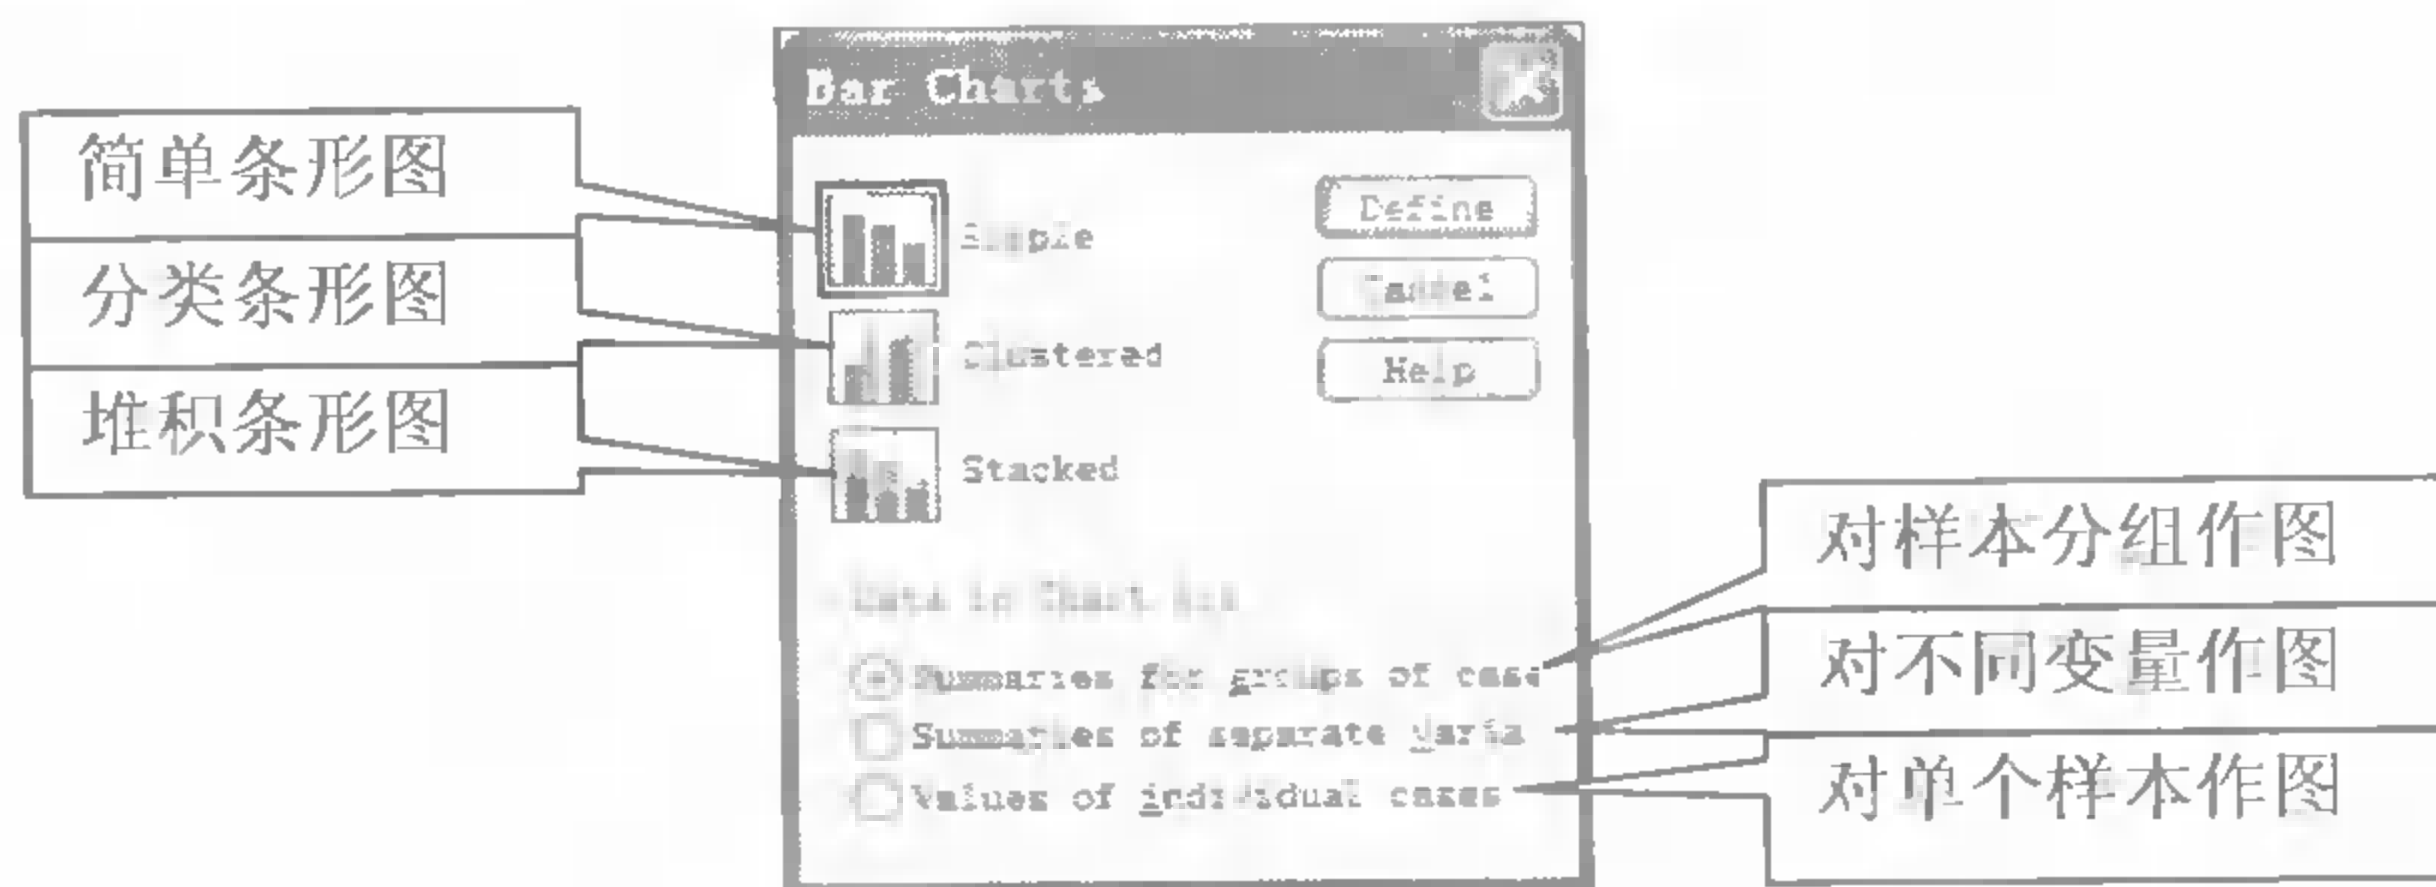 Bar Charts
简单条形图
分类条形图
堆积条形图
Simple
Clustered
Stacked
Define
Cancel
Help
Data in Chart Are
Summaries for groups of case
Summaries of separate varia
Values of individual cases
对样本分组作图
对不同变量作图
对单个样本作图